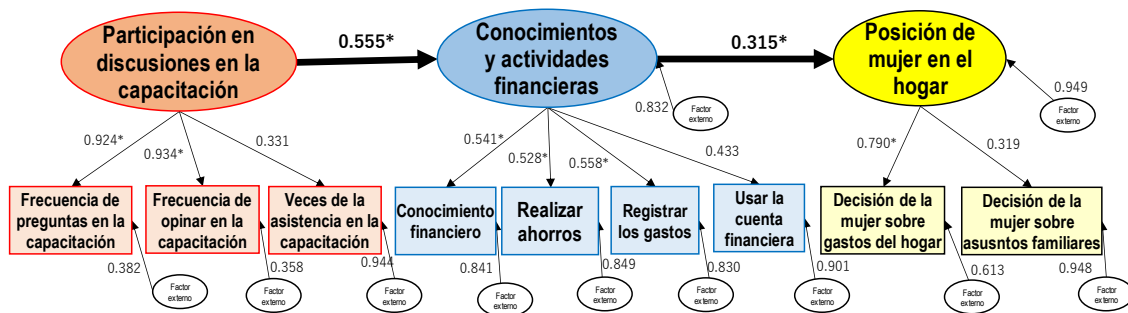 Participación en
discusiones en la
capacitación
0.555*
Conocimientos
y actividades
financieras
0.315*
Posición de
mujer en el
hogar
0.832
Factor
externo
0.949
Factor
externo
0.924*
0.934*
0.331
0.541*
0.528*
0.558*
0.433
0.790*
0.319
Frecuencia de
preguntas en la
capacitación
Frecuencia de
opinar en la
capacitación
Veces de la
asistencia en la
capacitación
Conocimiento
financiero
Realizar
ahorros
Registrar
los gastos
Usar la
cuenta
financiera
Decisión de la
mujer sobre
gastos del hogar
Decisión de la
mujer sobre
asusntos familiares
0.382
Factor
externo
0.358
Factor
externo
0.944
Factor
externo
0.841
Factor
externo
0.849
Factor
externo
0.830
Factor
externo
0.901
Factor
externo
0.613
Factor
externo
0.948
Factor
externo